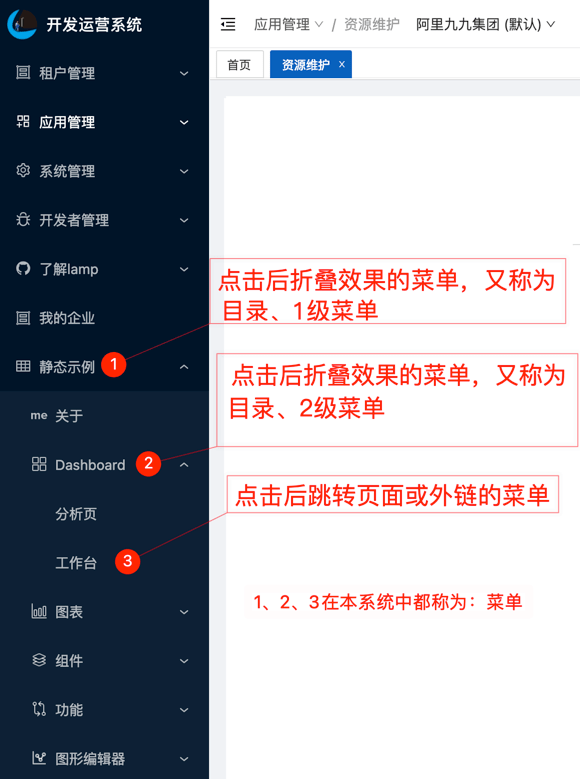 开发运营系统
应用管理 / 资源维护 阿里九九集团 (默认)
首页 资源维护 ×
租户管理
应用管理
系统管理
开发者管理
了解lamp
点击后折叠效果的菜单，又称为
目录、1级菜单
我的企业
静态示例 1
点击后折叠效果的菜单，又称为
目录、2级菜单
me 关于
Dashboard 2
点击后跳转页面或外链的菜单
分析页
工作台 3
1、2、3在本系统中都称为：菜单
图表
组件
功能
图形编辑器